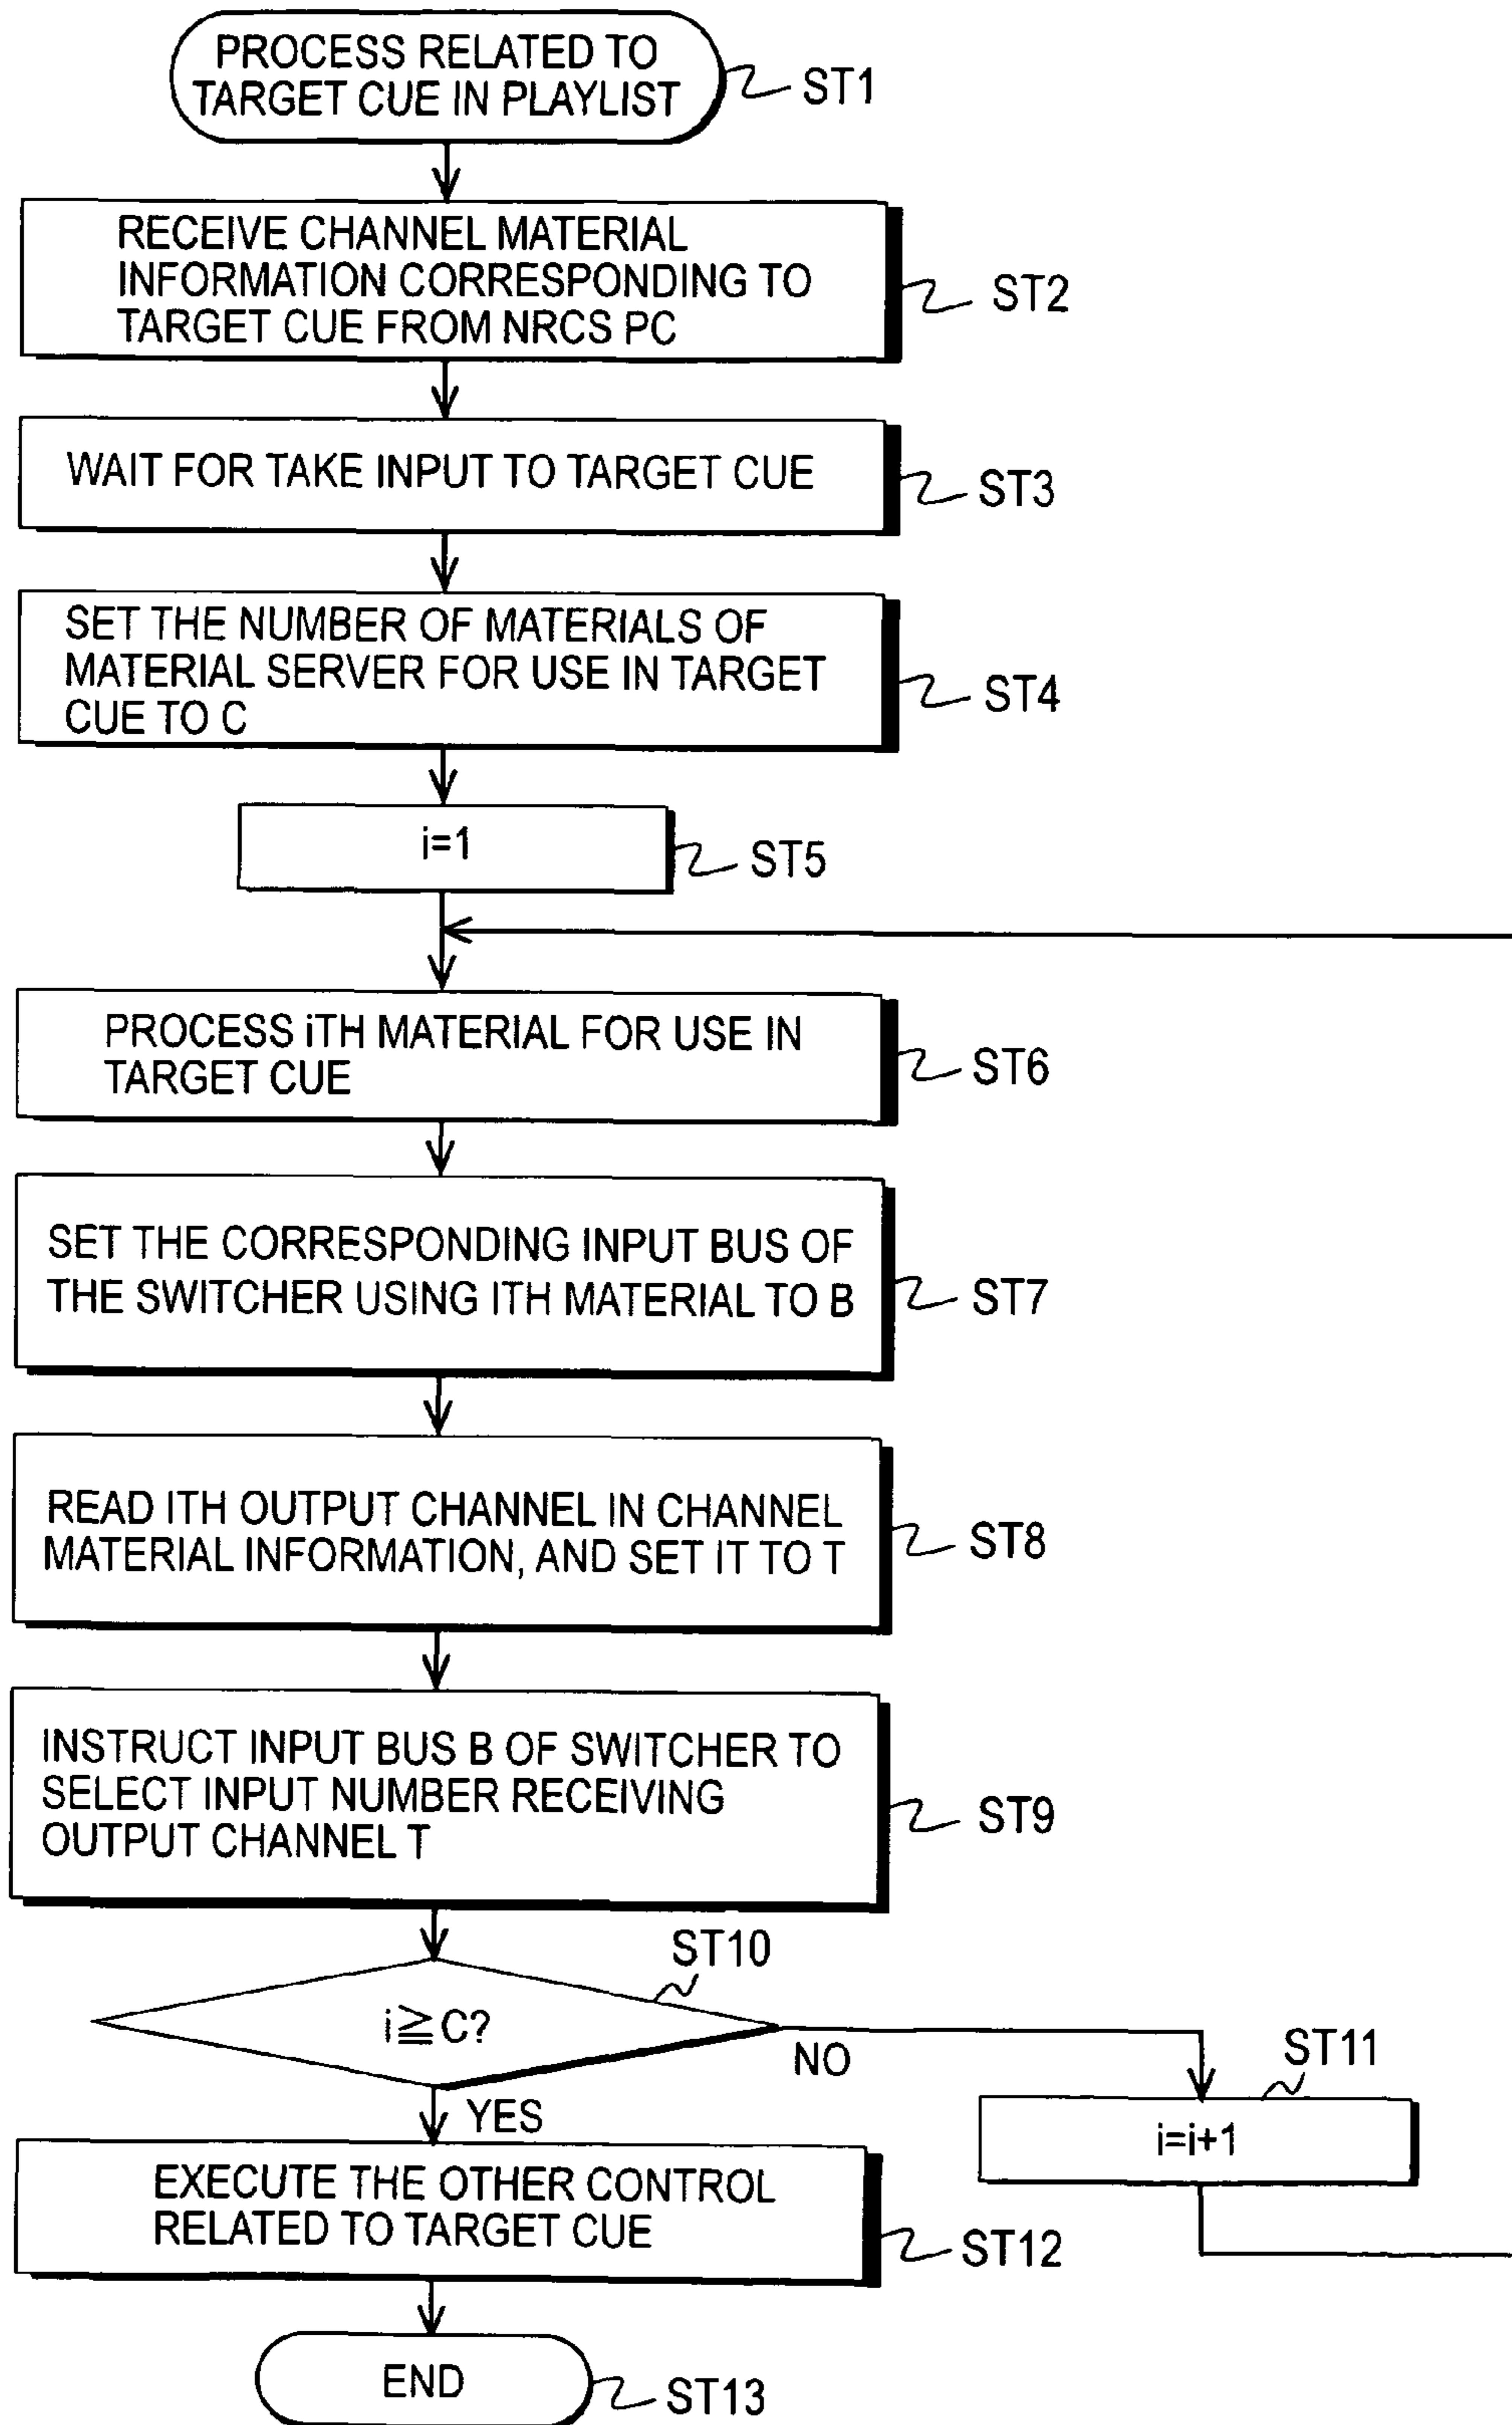 PROCESS RELATED TO
TARGET CUE IN PLAYLIST
ST1
RECEIVE CHANNEL MATERIAL
INFORMATION CORRESPONDING TO
TARGET CUE FROM NRCS PC
ST2
WAIT FOR TAKE INPUT TO TARGET CUE
ST3
SET THE NUMBER OF MATERIALS OF
MATERIAL SERVER FOR USE IN TARGET
CUE TO C
ST4
i=1
ST5
PROCESS iTH MATERIAL FOR USE IN
TARGET CUE
ST6
SET THE CORRESPONDING INPUT BUS OF
THE SWITCHER USING ITH MATERIAL TO B
ST7
READ ITH OUTPUT CHANNEL IN CHANNEL
MATERIAL INFORMATION, AND SET IT TO T
ST8
INSTRUCT INPUT BUS B OF SWITCHER TO
SELECT INPUT NUMBER RECEIVING
OUTPUT CHANNEL T
ST9
ST10
i≧C?
NO
YES
ST11
i=i+1
EXECUTE THE OTHER CONTROL
RELATED TO TARGET CUE
ST12
END
ST13